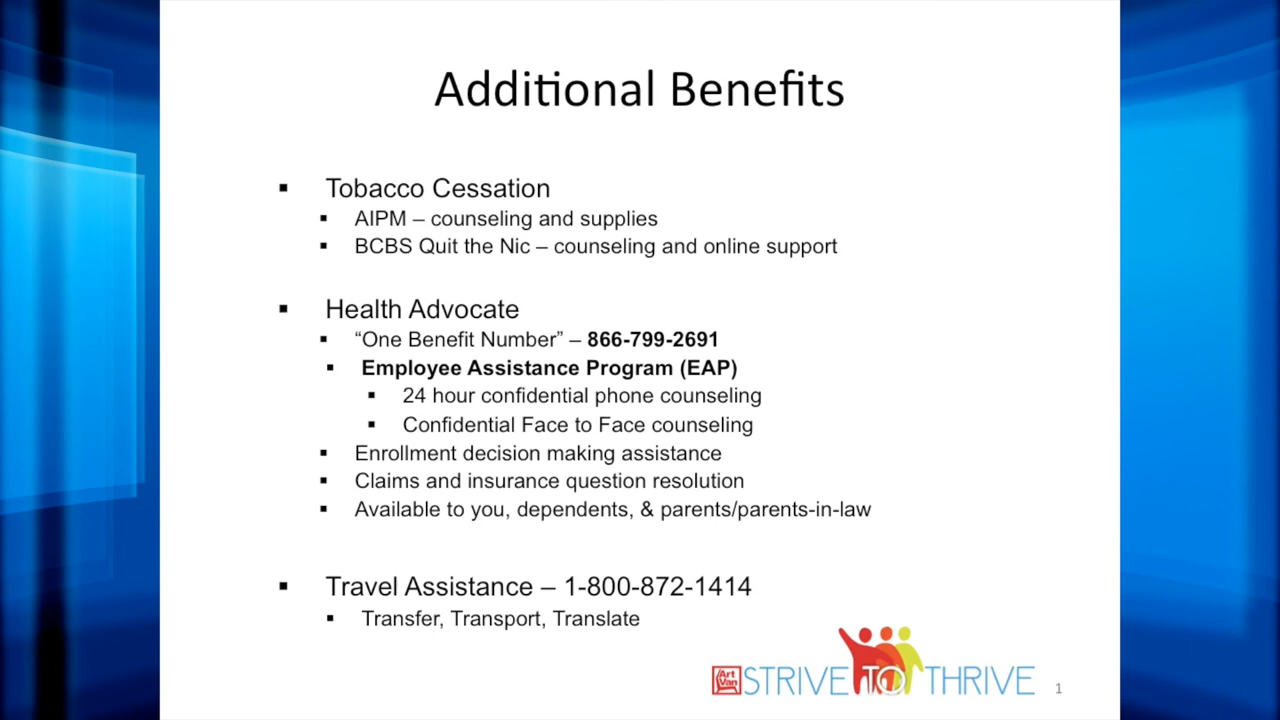 Additional Benefits
▪ Tobacco Cessation
▪ AIPM – counseling and supplies
▪ BCBS Quit the Nic – counseling and online support
▪ Health Advocate
▪ “One Benefit Number” – 866-799-2691
▪ Employee Assistance Program (EAP)
▪ 24 hour confidential phone counseling
▪ Confidential Face to Face counseling
▪ Enrollment decision making assistance
▪ Claims and insurance question resolution
▪ Available to you, dependents, & parents/parents-in-law
▪ Travel Assistance – 1-800-872-1414
▪ Transfer, Transport, Translate
Art Van
STRIVE TO THRIVE
1